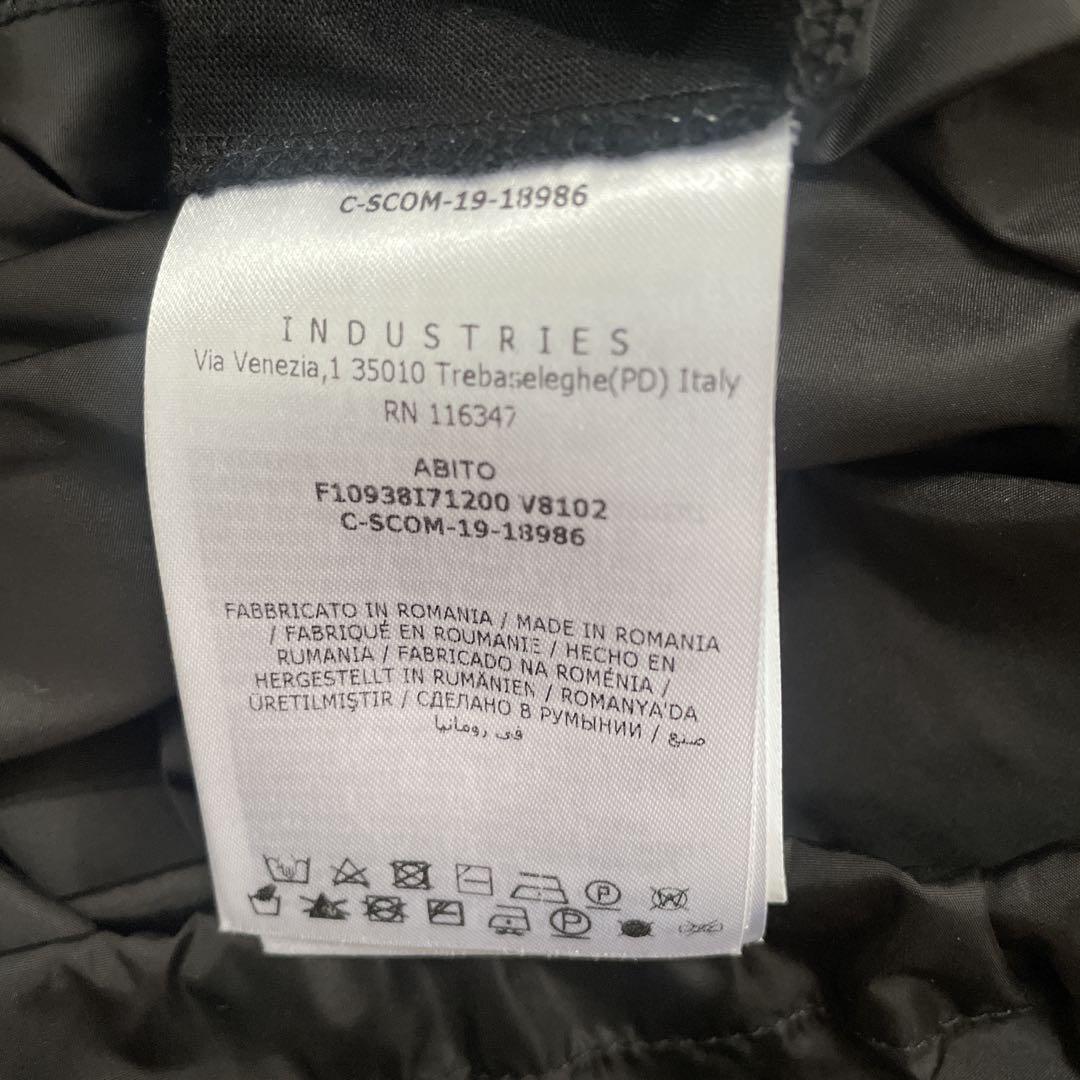 C-SCOM-19-18986
INDUSTRIES
Via Venezia,1 35010 Trebaseleghe(PD) Italy
RN 116347
ABITO
F10938I71200 V8102
C-SCOM-19-18986
FABBRICATO IN ROMANIA / MADE IN ROMANIA
/ FABRIQUÉ EN ROUMANIE / HECHO EN
RUMANIA / FABRICADO NA ROMÉNIA /
HERGESTELLT IN RUMÄNIEN / ROMANYA'DA
ÜRETILMIŞTIR / СДЕЛАНО В РУМЫНИИ / صنع
في رومانيا
P
P